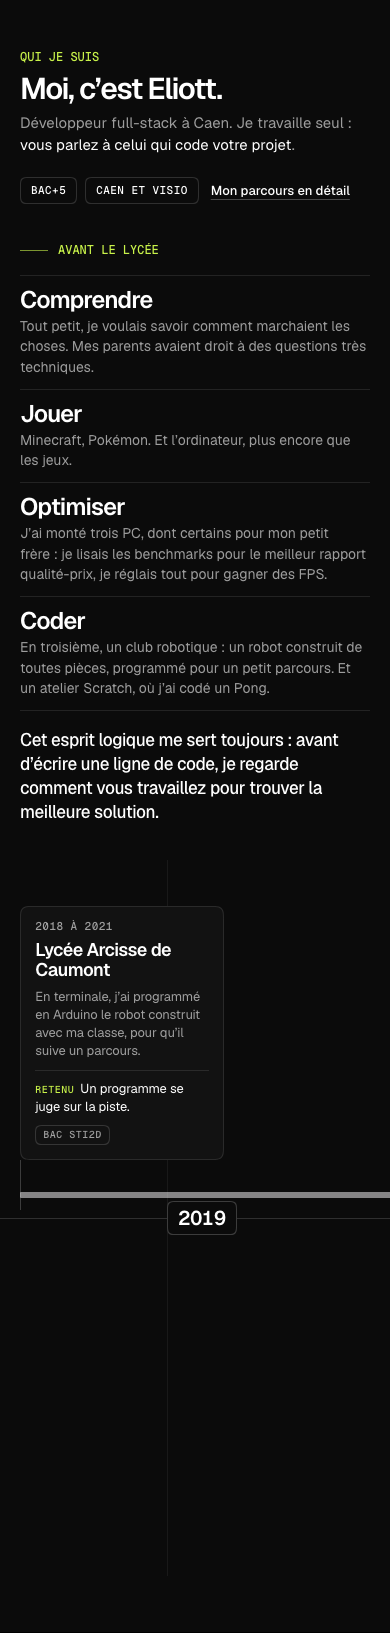 QUI JE SUIS
Moi, c’est Eliott.
Développeur full-stack à Caen. Je travaille seul :
vous parlez à celui qui code votre projet.
BAC+5
CAEN ET VISIO
Mon parcours en détail
AVANT LE LYCÉE
Comprendre
Tout petit, je voulais savoir comment marchaient les
choses. Mes parents avaient droit à des questions très
techniques.
Jouer
Minecraft, Pokémon. Et l’ordinateur, plus encore que
les jeux.
Optimiser
J’ai monté trois PC, dont certains pour mon petit
frère : je lisais les benchmarks pour le meilleur rapport
qualité-prix, je réglais tout pour gagner des FPS.
Coder
En troisième, un club robotique : un robot construit de
toutes pièces, programmé pour un petit parcours. Et
un atelier Scratch, où j’ai codé un Pong.
Cet esprit logique me sert toujours : avant
d’écrire une ligne de code, je regarde
comment vous travaillez pour trouver la
meilleure solution.
2018 À 2021
Lycée Arcisse de
Caumont
En terminale, j’ai programmé
en Arduino le robot construit
avec ma classe, pour qu’il
suive un parcours.
RETENU Un programme se
juge sur la piste.
BAC STI2D
2019